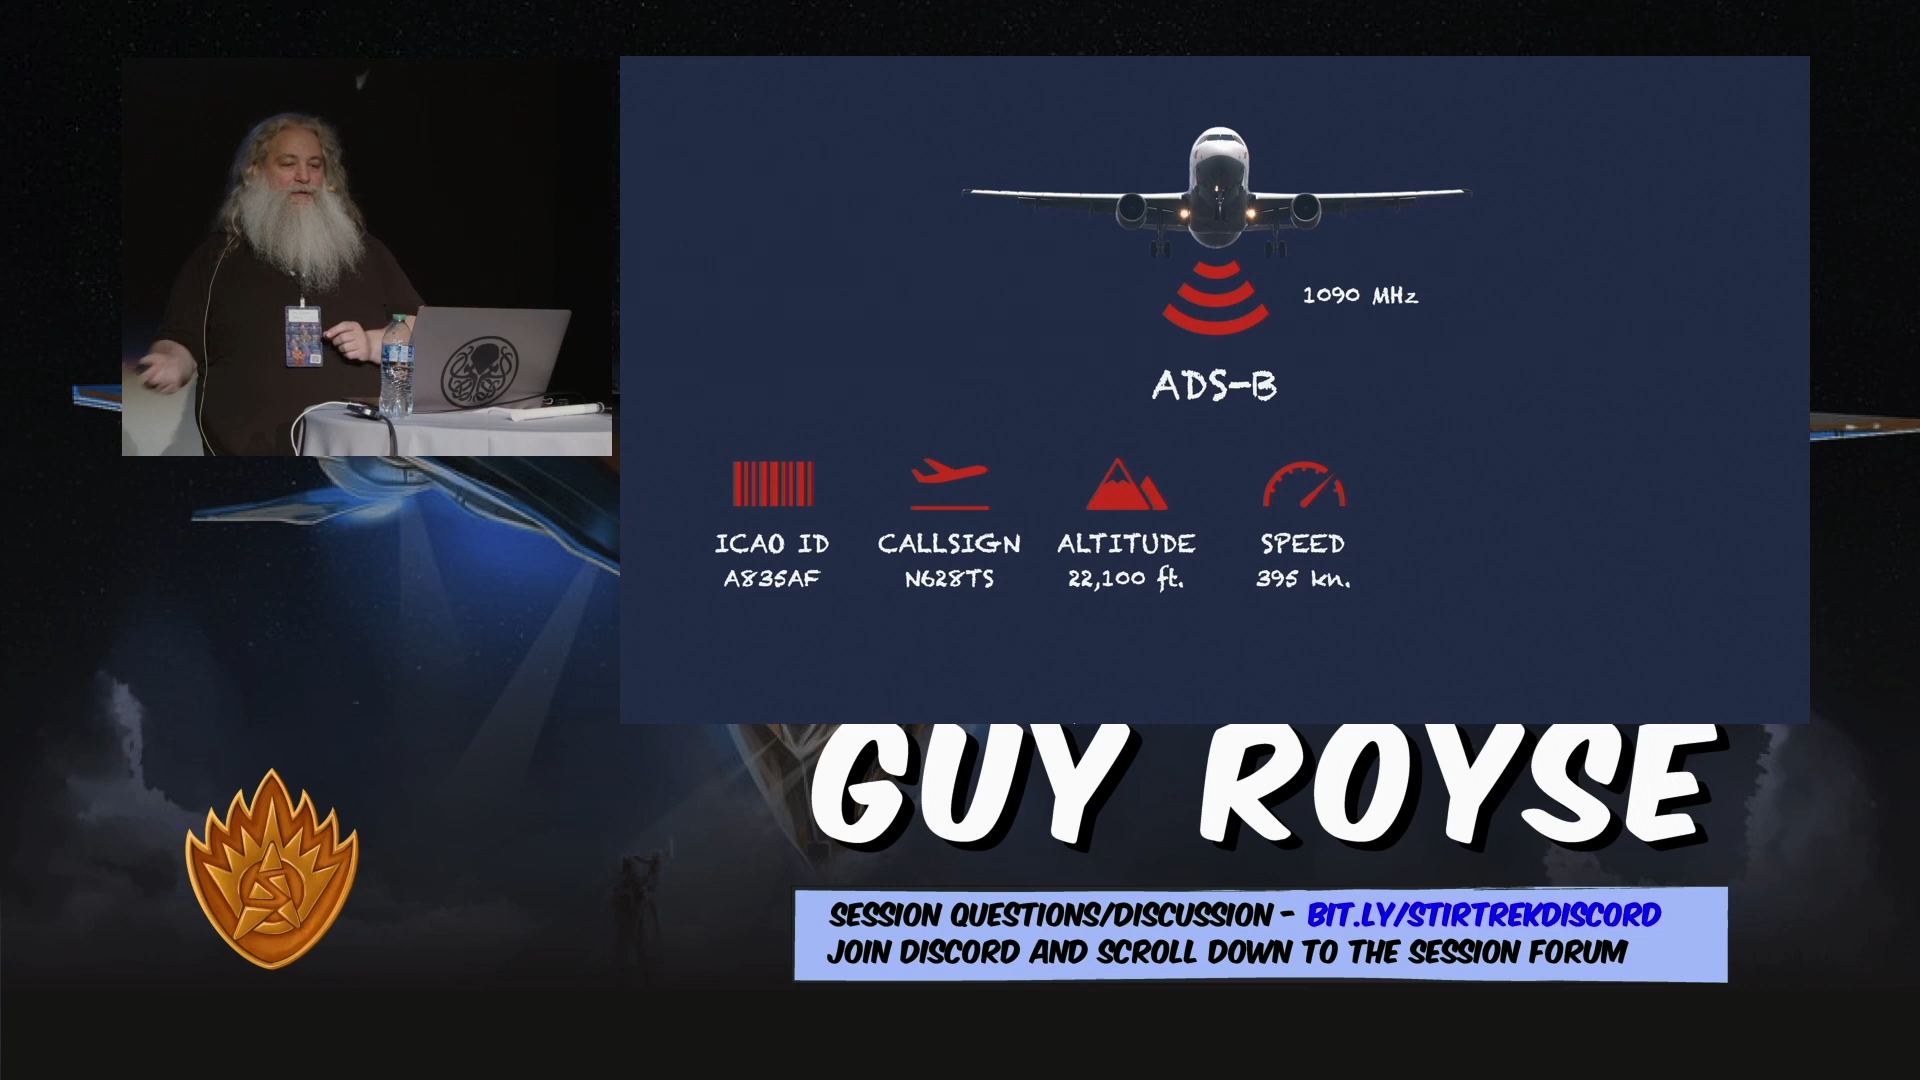 1090 MHz
ADS-B
ICAO ID
A835AF
CALLSIGN
N628TS
ALTITUDE
22,100 ft.
SPEED
395 kn.
GUY ROYSE
SESSION QUESTIONS/DISCUSSION - BIT.LY/STIRTREKDISCORD
JOIN DISCORD AND SCROLL DOWN TO THE SESSION FORUM